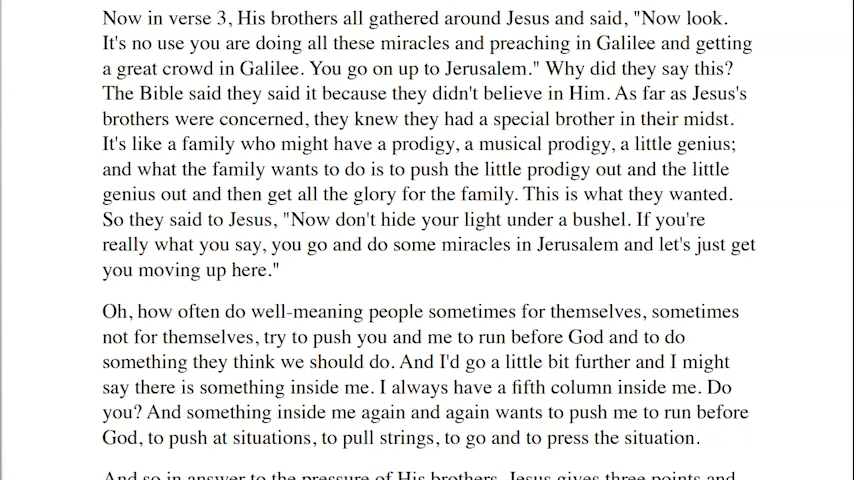 Now in verse 3, His brothers all gathered around Jesus and said, "Now look.
It's no use you are doing all these miracles and preaching in Galilee and getting
a great crowd in Galilee. You go on up to Jerusalem." Why did they say this?
The Bible said they said it because they didn't believe in Him. As far as Jesus's
brothers were concerned, they knew they had a special brother in their midst.
It's like a family who might have a prodigy, a musical prodigy, a little genius;
and what the family wants to do is to push the little prodigy out and the little
genius out and then get all the glory for the family. This is what they wanted.
So they said to Jesus, "Now don't hide your light under a bushel. If you're
really what you say, you go and do some miracles in Jerusalem and let's just get
you moving up here."
Oh, how often do well-meaning people sometimes for themselves, sometimes
not for themselves, try to push you and me to run before God and to do
something they think we should do. And I'd go a little bit further and I might
say there is something inside me. I always have a fifth column inside me. Do
you? And something inside me again and again wants to push me to run before
God, to push at situations, to pull strings, to go and to press the situation.
And so in answer to the pressure of His brothers, Jesus gives three points and